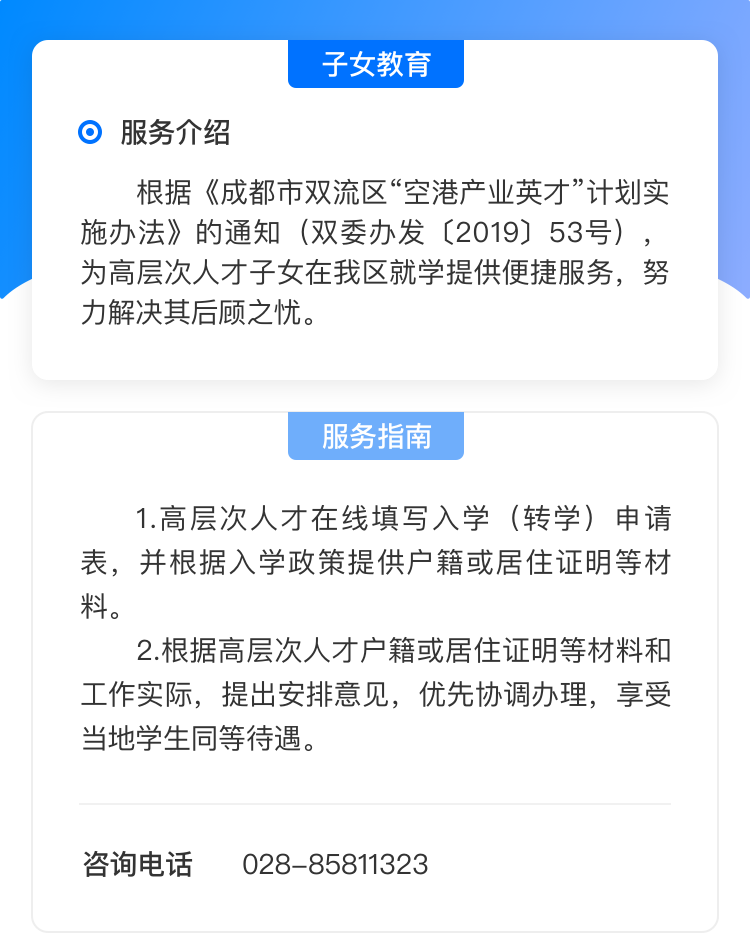 子女教育
服务介绍
根据《成都市双流区“空港产业英才”计划实
施办法》的通知（双委办发〔2019〕53号），
为高层次人才子女在我区就学提供便捷服务，努
力解决其后顾之忧。
服务指南
1.高层次人才在线填写入学（转学）申请
表，并根据入学政策提供户籍或居住证明等材
料。
2.根据高层次人才户籍或居住证明等材料和
工作实际，提出安排意见，优先协调办理，享受
当地学生同等待遇。
咨询电话 028-85811323